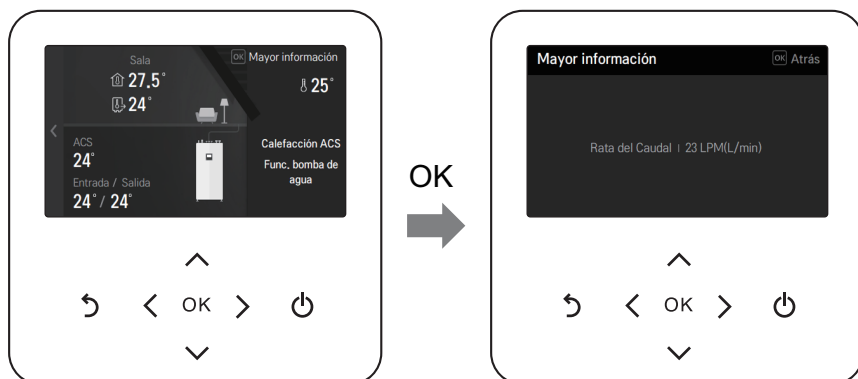 Sala
OK Mayor información
27.5°
24°
25°
ACS
24°
Entrada / Salida
24° / 24°
Calefacción ACS
Func. bomba de
agua
OK
OK
Mayor información
OK Atrás
Rata del Caudal | 23 LPM(L/min)
OK